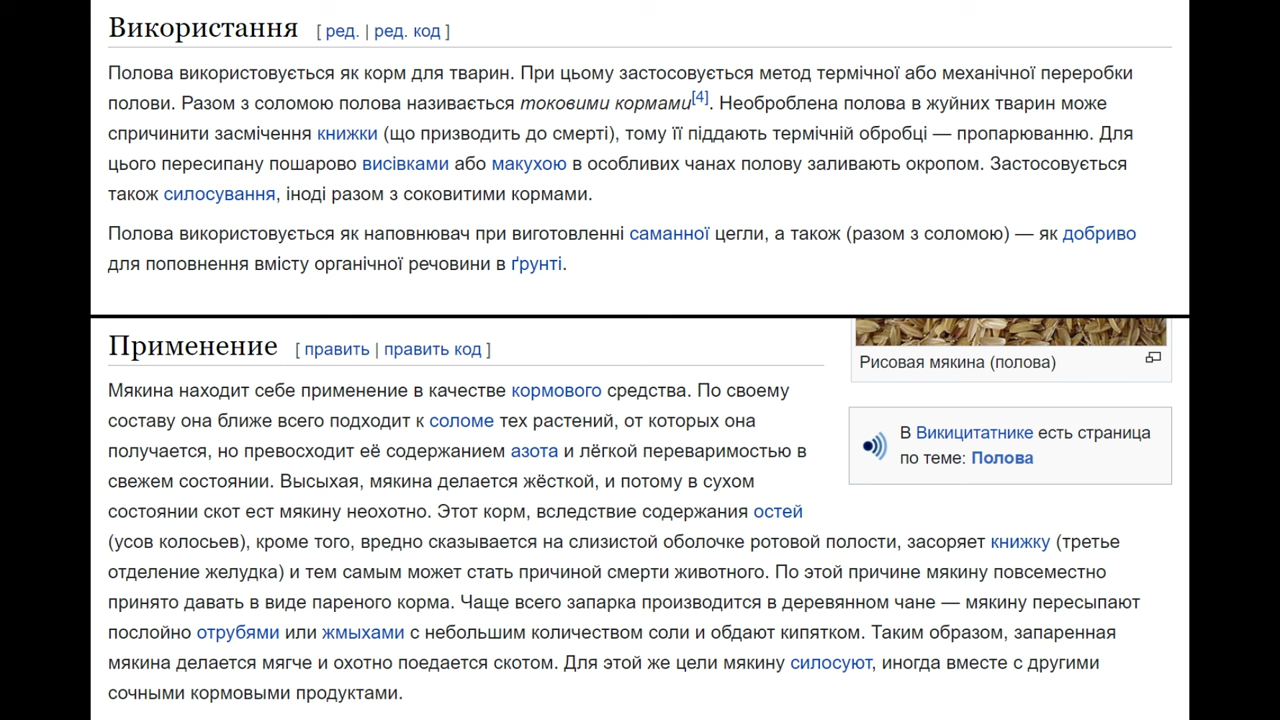 Використання [ ред. | ред. код ]
Полова використовується як корм для тварин. При цьому застосовується метод термічної або механічної переробки
полови. Разом з соломою полова називається токовими кормами[4]. Необроблена полова в жуйних тварин може
спричинити засмічення книжки (що призводить до смерті), тому її піддають термічній обробці — пропарюванню. Для
цього пересипану пошарово висівками або макухою в особливих чанах полову заливають окропом. Застосовується
також силосування, іноді разом з соковитими кормами.
Полова використовується як наповнювач при виготовленні саманної цегли, а також (разом з соломою) — як добриво
для поповнення вмісту органічної речовини в ґрунті.
Применение [ править | править код ]
Мякина находит себе применение в качестве кормового средства. По своему
составу она ближе всего подходит к соломе тех растений, от которых она
получается, но превосходит её содержанием азота и лёгкой переваримостью в
свежем состоянии. Высыхая, мякина делается жёсткой, и потому в сухом
состоянии скот ест мякину неохотно. Этот корм, вследствие содержания остей
(усов колосьев), кроме того, вредно сказывается на слизистой оболочке ротовой полости, засоряет книжку (третье
отделение желудка) и тем самым может стать причиной смерти животного. По этой причине мякину повсеместно
принято давать в виде пареного корма. Чаще всего запарка производится в деревянном чане — мякину пересыпают
послойно отрубями или жмыхами с небольшим количеством соли и обдают кипятком. Таким образом, запаренная
мякина делается мягче и охотно поедается скотом. Для этой же цели мякину силосуют, иногда вместе с другими
сочными кормовыми продуктами.
Рисовая мякина (полова)
В Викицитатнике есть страница
по теме: Полова